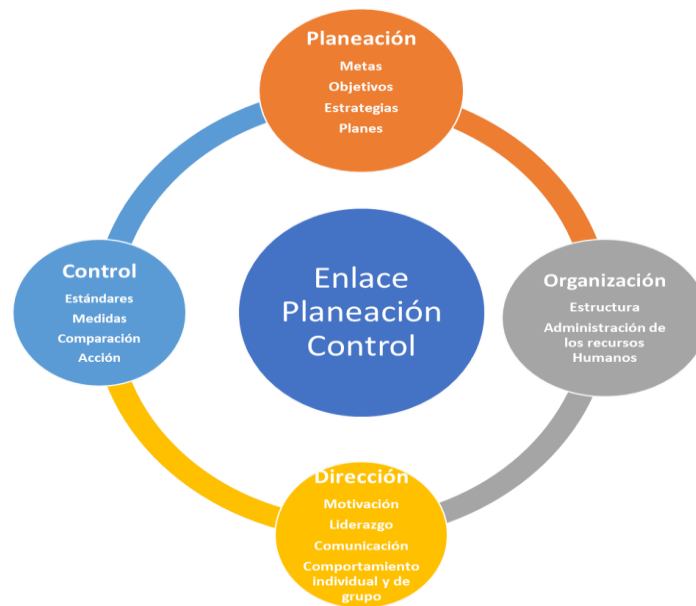 Planeación
Metas
Objetivos
Estrategias
Planes
Control
Estándares
Medidas
Comparación
Acción
Enlace
Planeación
Control
Organización
Estructura
Administración de
los recursos
Humanos
Dirección
Motivación
Liderazgo
Comunicación
Comportamiento
individual y de
grupo